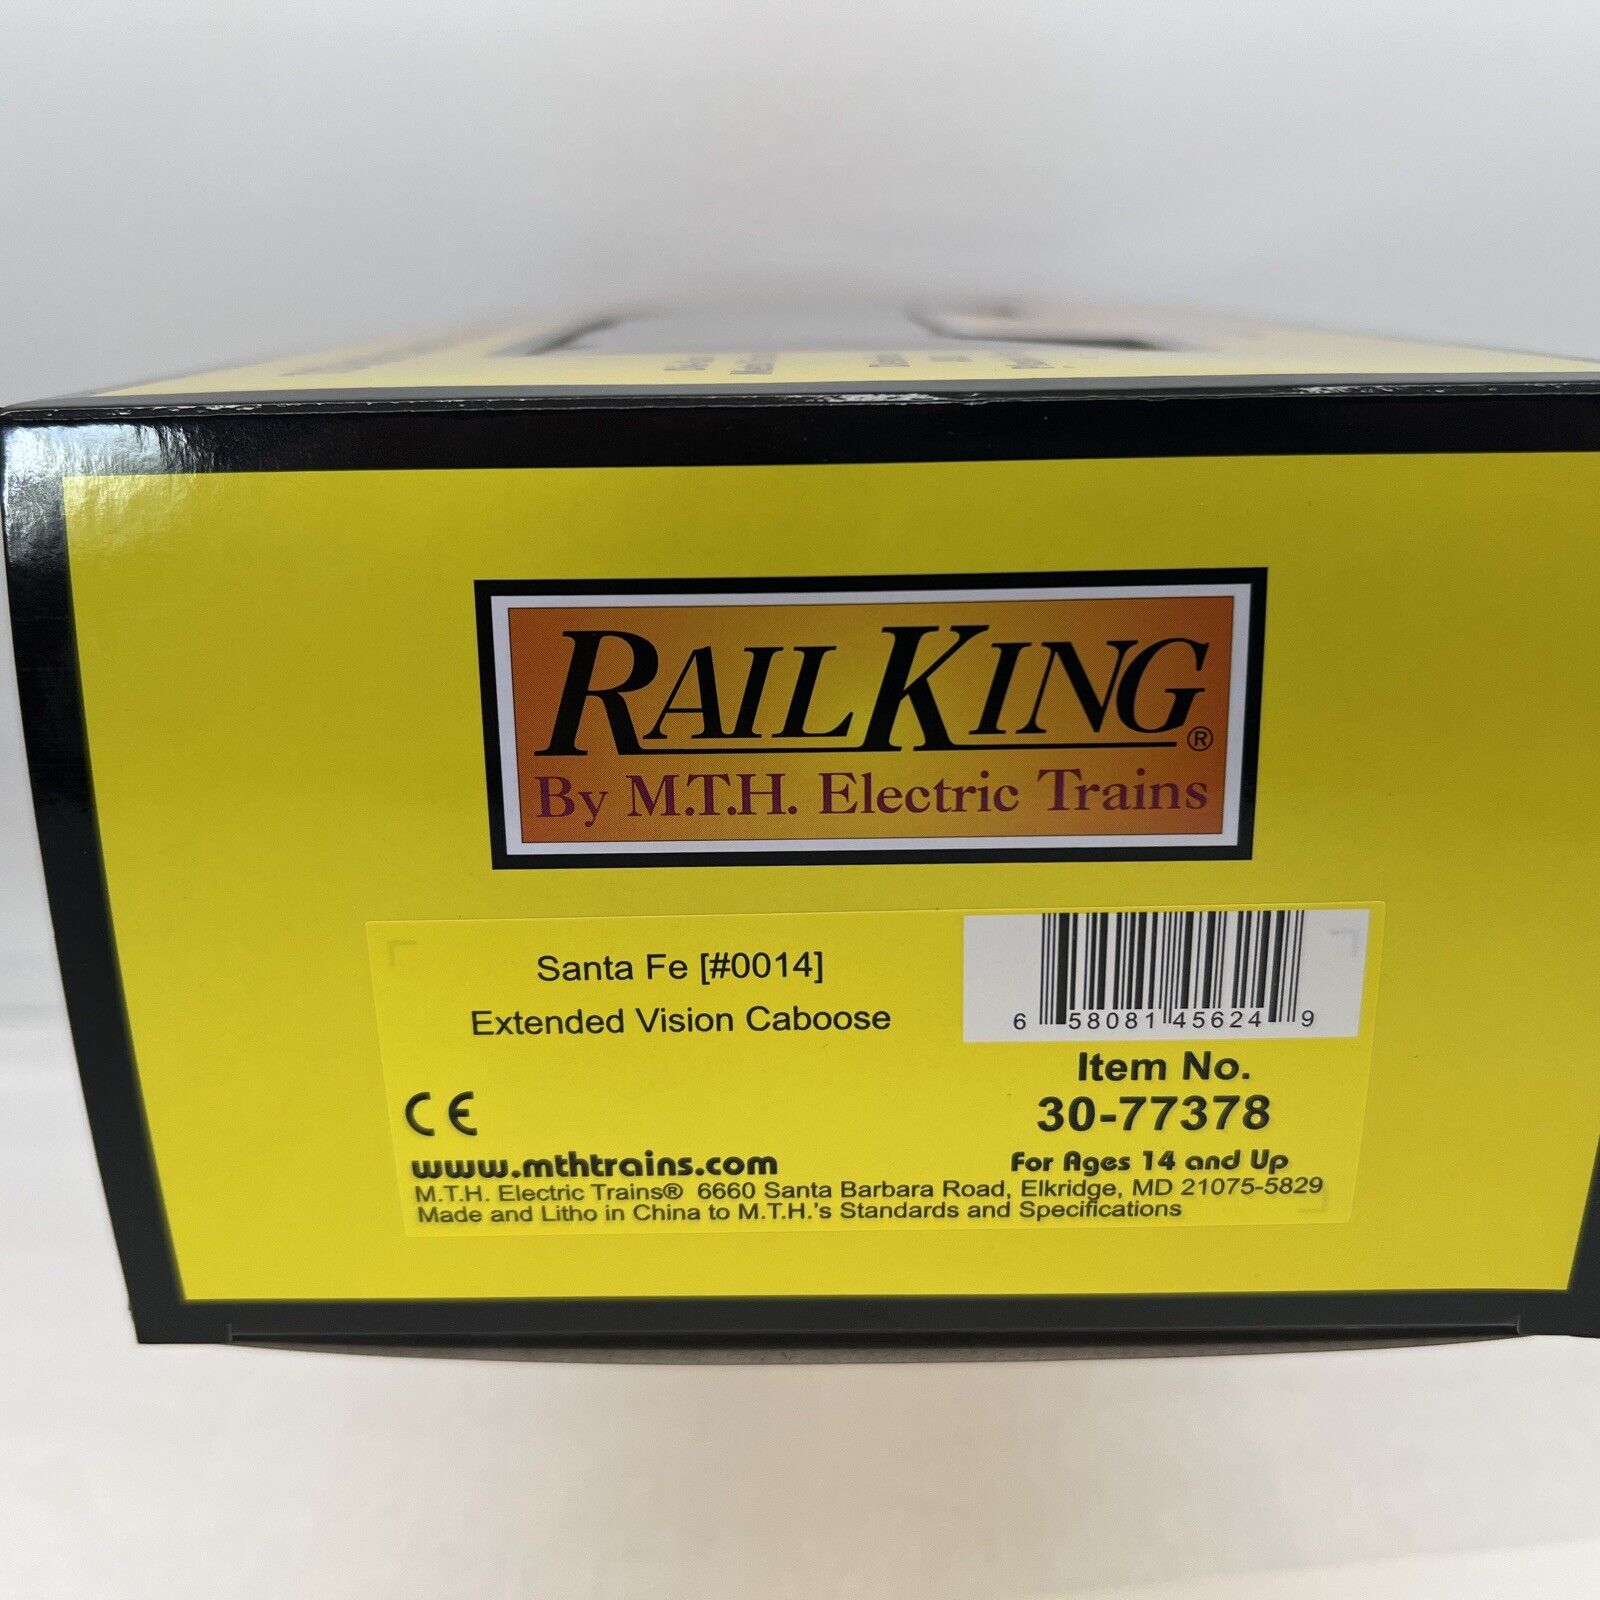 RAILKING®
By M.T.H. Electric Trains
Santa Fe [#0014]
Extended Vision Caboose
6 58081 45624 9
Item No.
30-77378
CE
www.mthtrains.com
For Ages 14 and Up
M.T.H. Electric Trains® 6660 Santa Barbara Road, Elkridge, MD 21075-5829
Made and Litho in China to M.T.H.'s Standards and Specifications